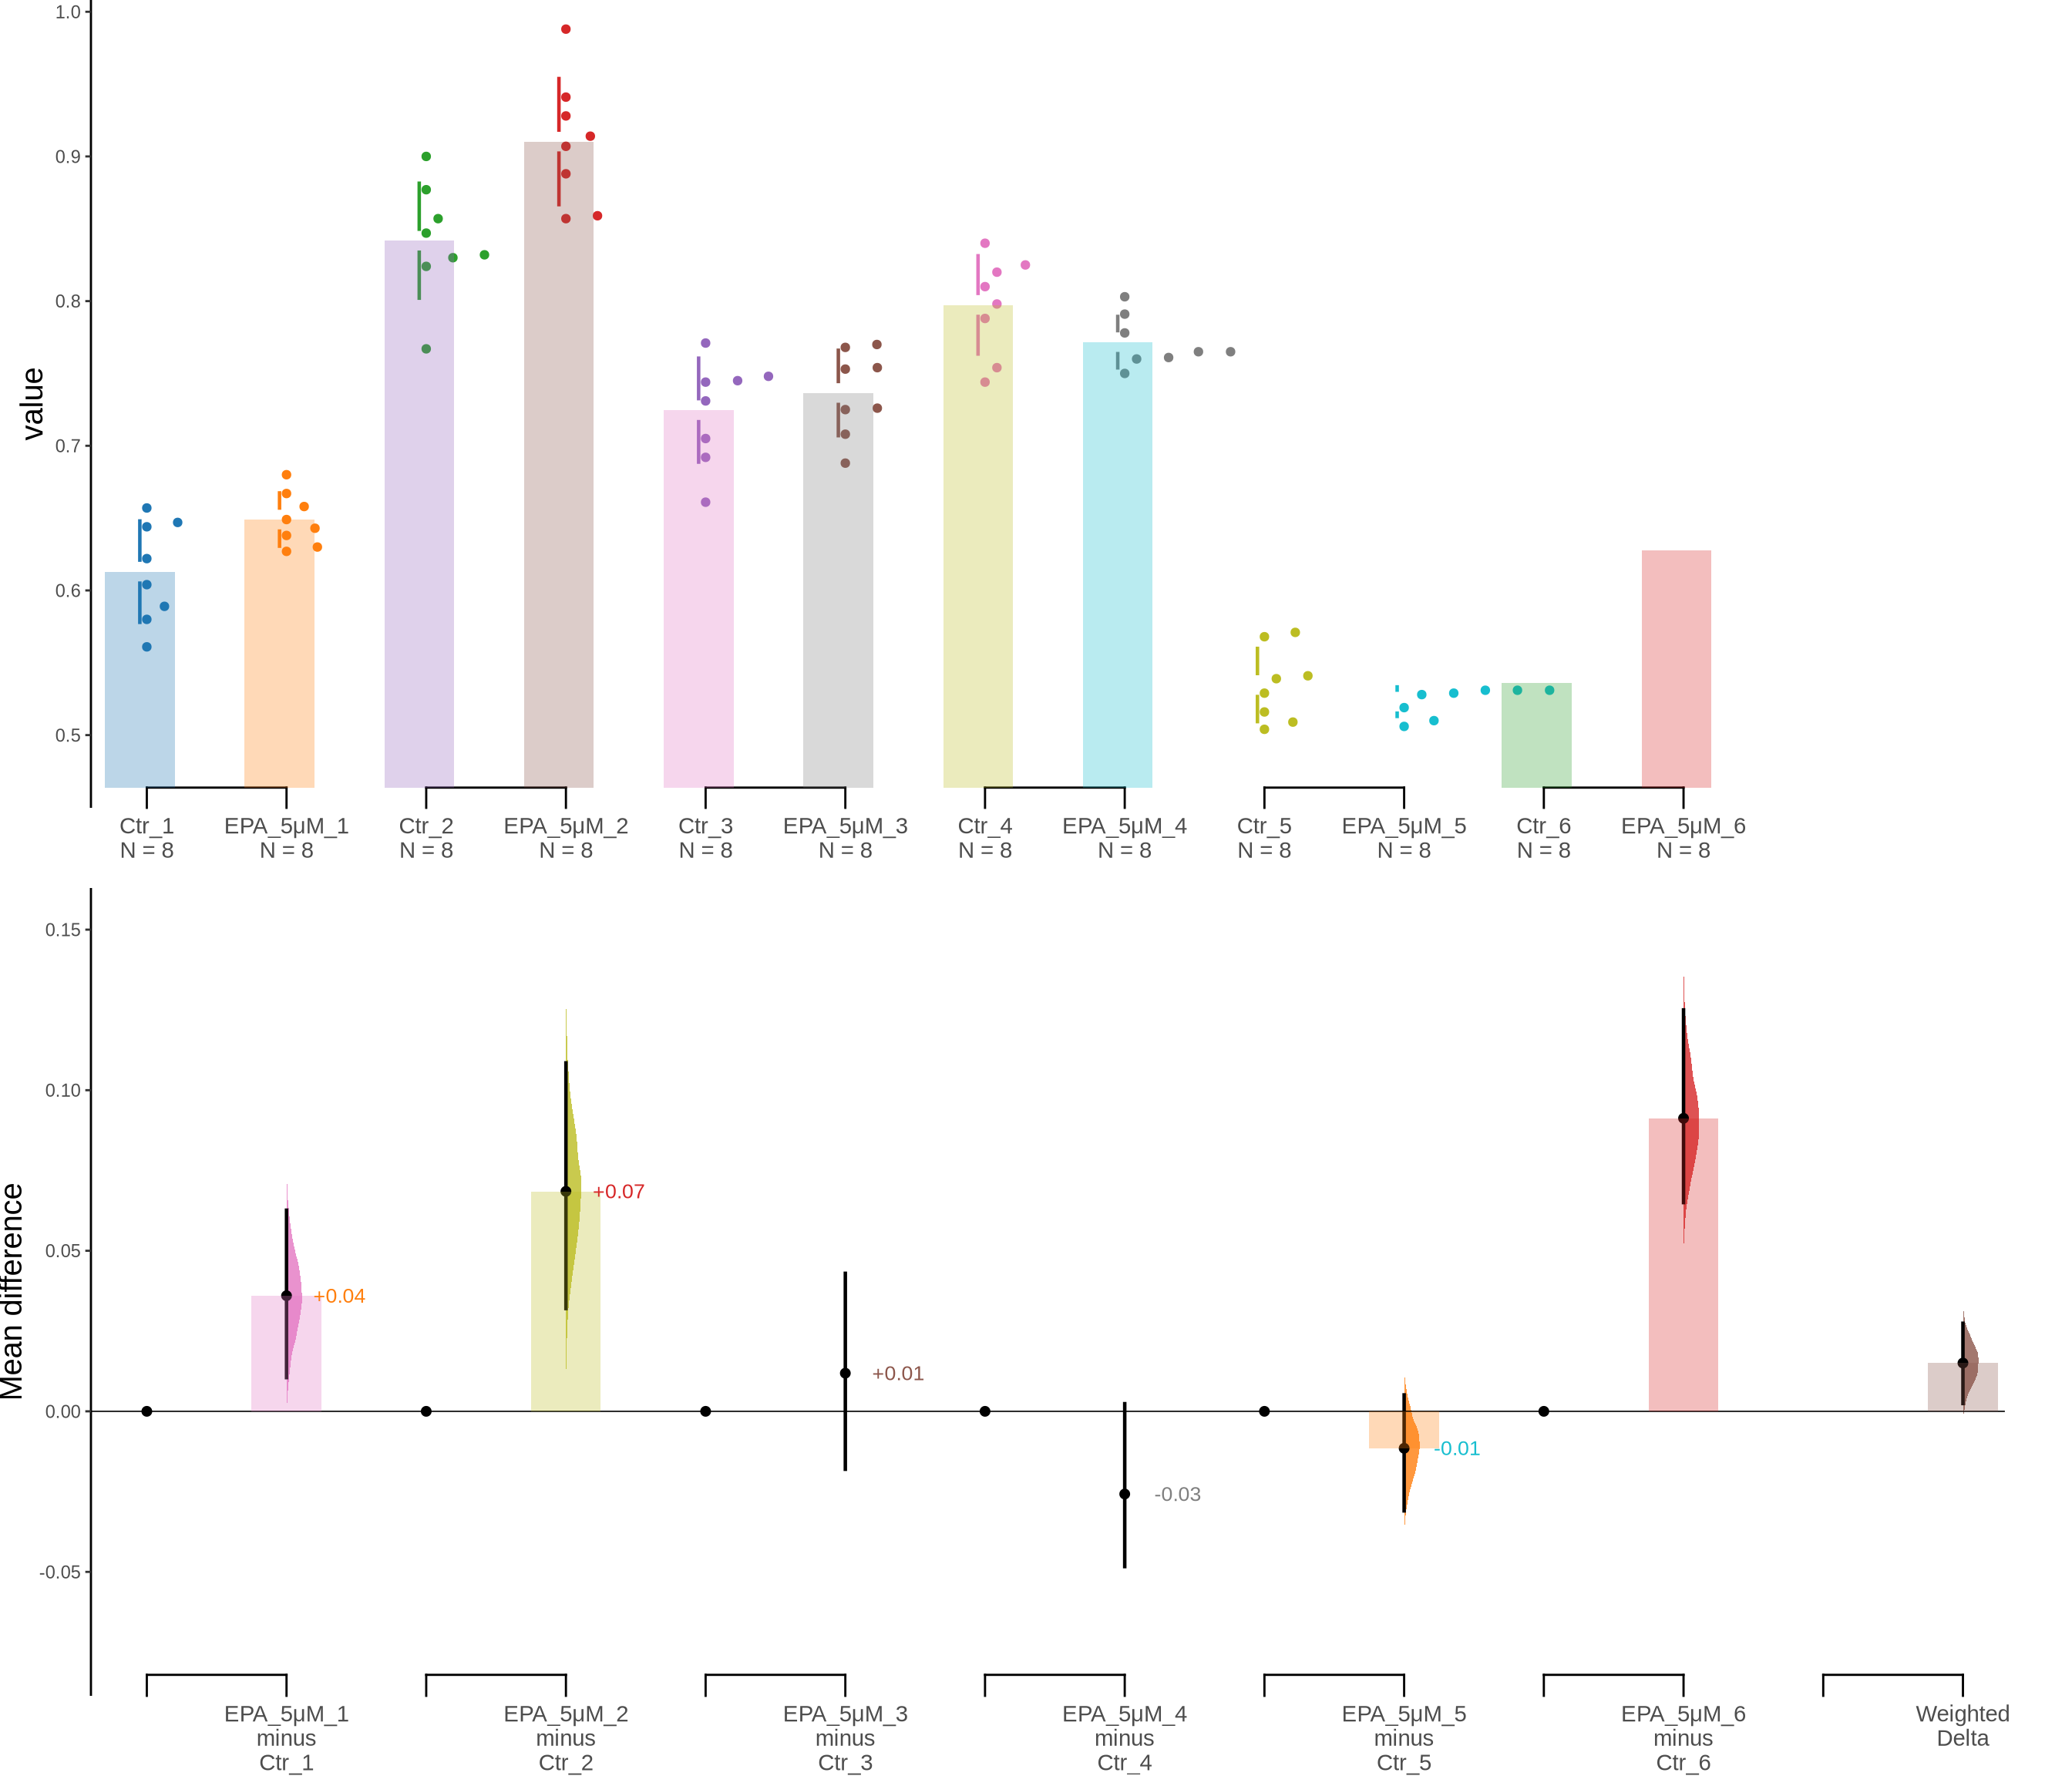 1.0
0.9
0.8
0.7
0.6
0.5
value
Ctr_1 EPA_5μM_1 Ctr_2 EPA_5μM_2 Ctr_3 EPA_5μM_3 Ctr_4 EPA_5μM_4 Ctr_5 EPA_5μM_5 Ctr_6 EPA_5μM_6
N = 8 N = 8 N = 8 N = 8 N = 8 N = 8 N = 8 N = 8 N = 8 N = 8 N = 8 N = 8
0.15
0.10
0.05
0.00
-0.05
Mean difference
+0.04
+0.07
+0.01
-0.03
-0.01
EPA_5μM_1 EPA_5μM_2 EPA_5μM_3 EPA_5μM_4 EPA_5μM_5 EPA_5μM_6 Weighted
minus minus minus minus minus minus Delta
Ctr_1 Ctr_2 Ctr_3 Ctr_4 Ctr_5 Ctr_6